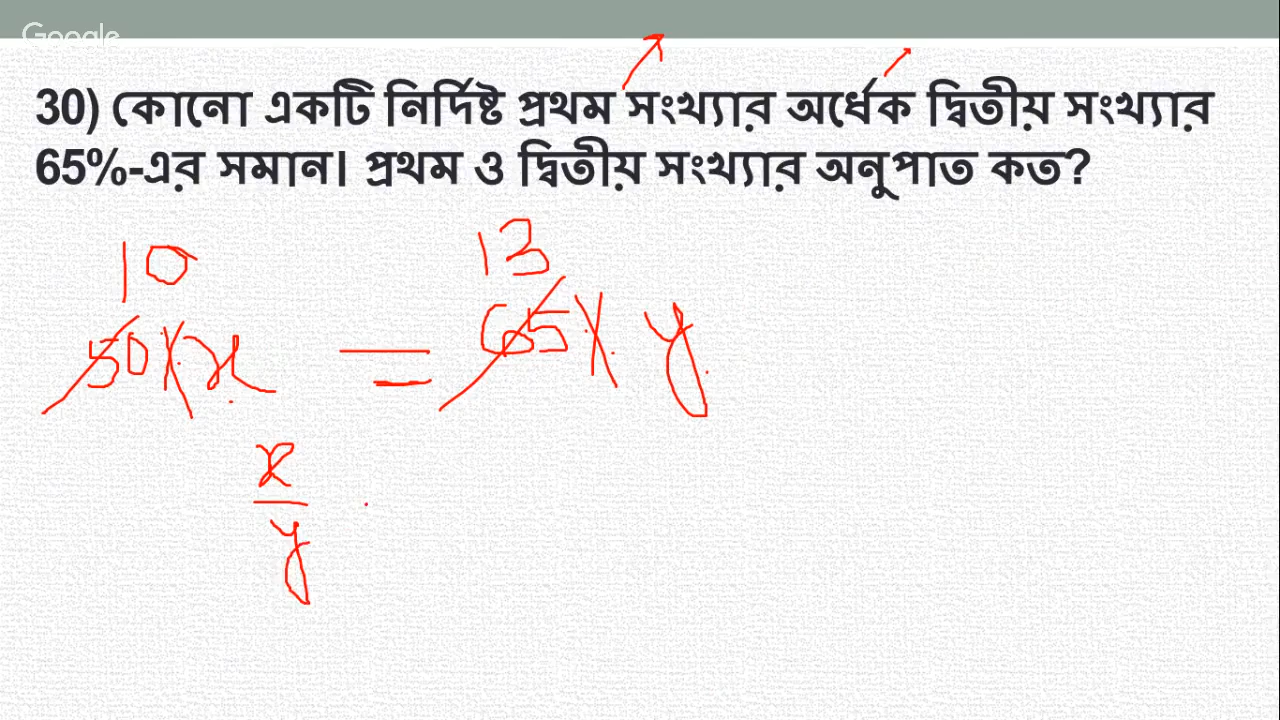 Google
30) কোনো একটি নির্দিষ্ট প্রথম সংখ্যার অর্ধেক দ্বিতীয় সংখ্যার
65%-এর সমান। প্রথম ও দ্বিতীয় সংখ্যার অনুপাত কত?
10 13
50 × x = 65 × y
x
y